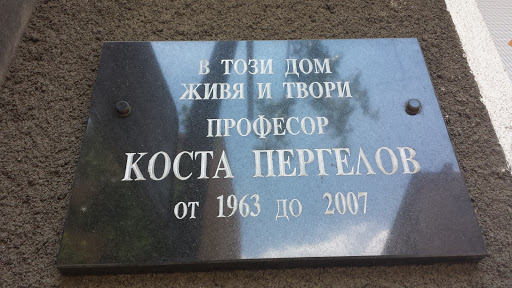 В ТОЗИ ДОМ
ЖИВЯ И ТВОРИ
ПРОФЕСОР
КОСТА ПЕРГЕЛОВ
ОТ 1963 ДО 2007